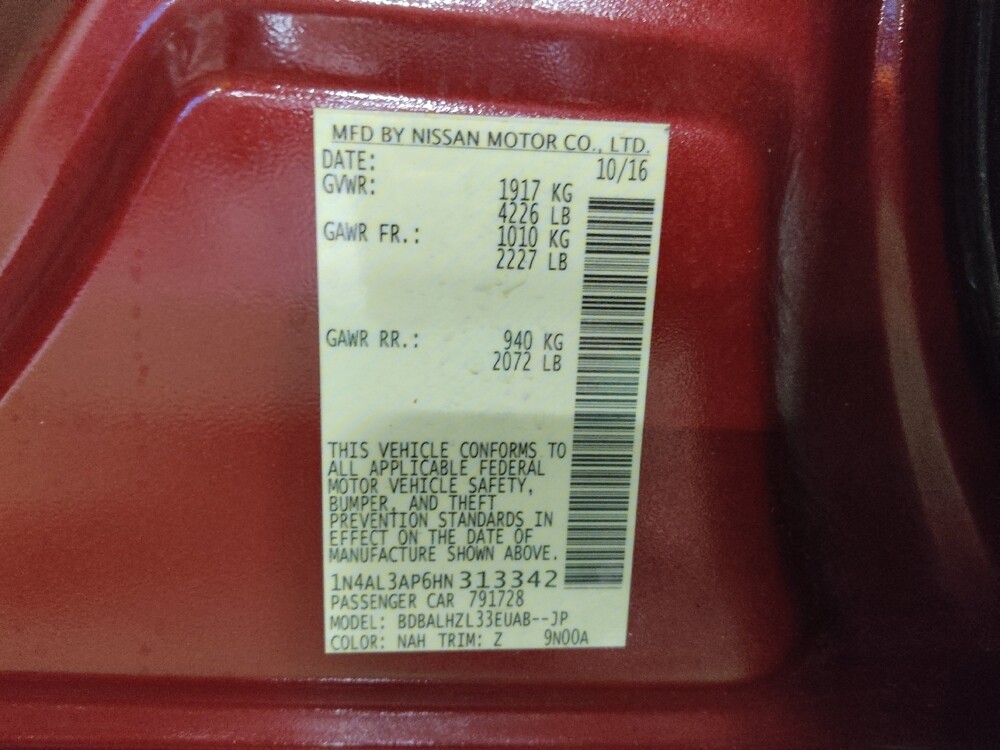 MFD BY NISSAN MOTOR CO., LTD.
DATE: 10/16
GVWR: 1917 KG
4226 LB
GAWR FR.: 1010 KG
2227 LB
GAWR RR.: 940 KG
2072 LB
THIS VEHICLE CONFORMS TO
ALL APPLICABLE FEDERAL
MOTOR VEHICLE SAFETY,
BUMPER, AND THEFT
PREVENTION STANDARDS IN
EFFECT ON THE DATE OF
MANUFACTURE SHOWN ABOVE.
1N4AL3AP6HN313342
PASSENGER CAR 791728
MODEL: BDBALHZL33EUAB--JP
COLOR: NAH TRIM: Z 9N00A